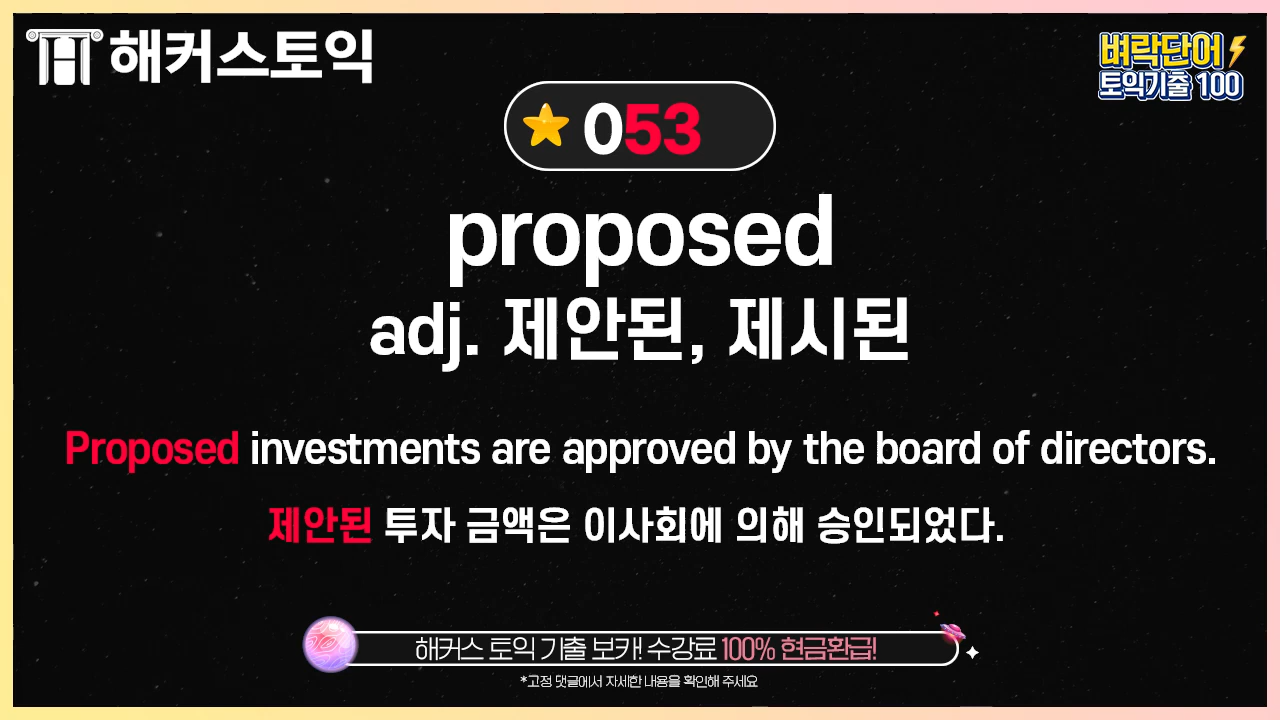 해커스토익
벼락단어
토익기출 100
053
proposed
adj. 제안된, 제시된
Proposed investments are approved by the board of directors.
제안된 투자 금액은 이사회에 의해 승인되었다.
해커스 토익 기출 보카! 수강료 100% 현금환급!
*고정 댓글에서 자세한 내용을 확인해 주세요